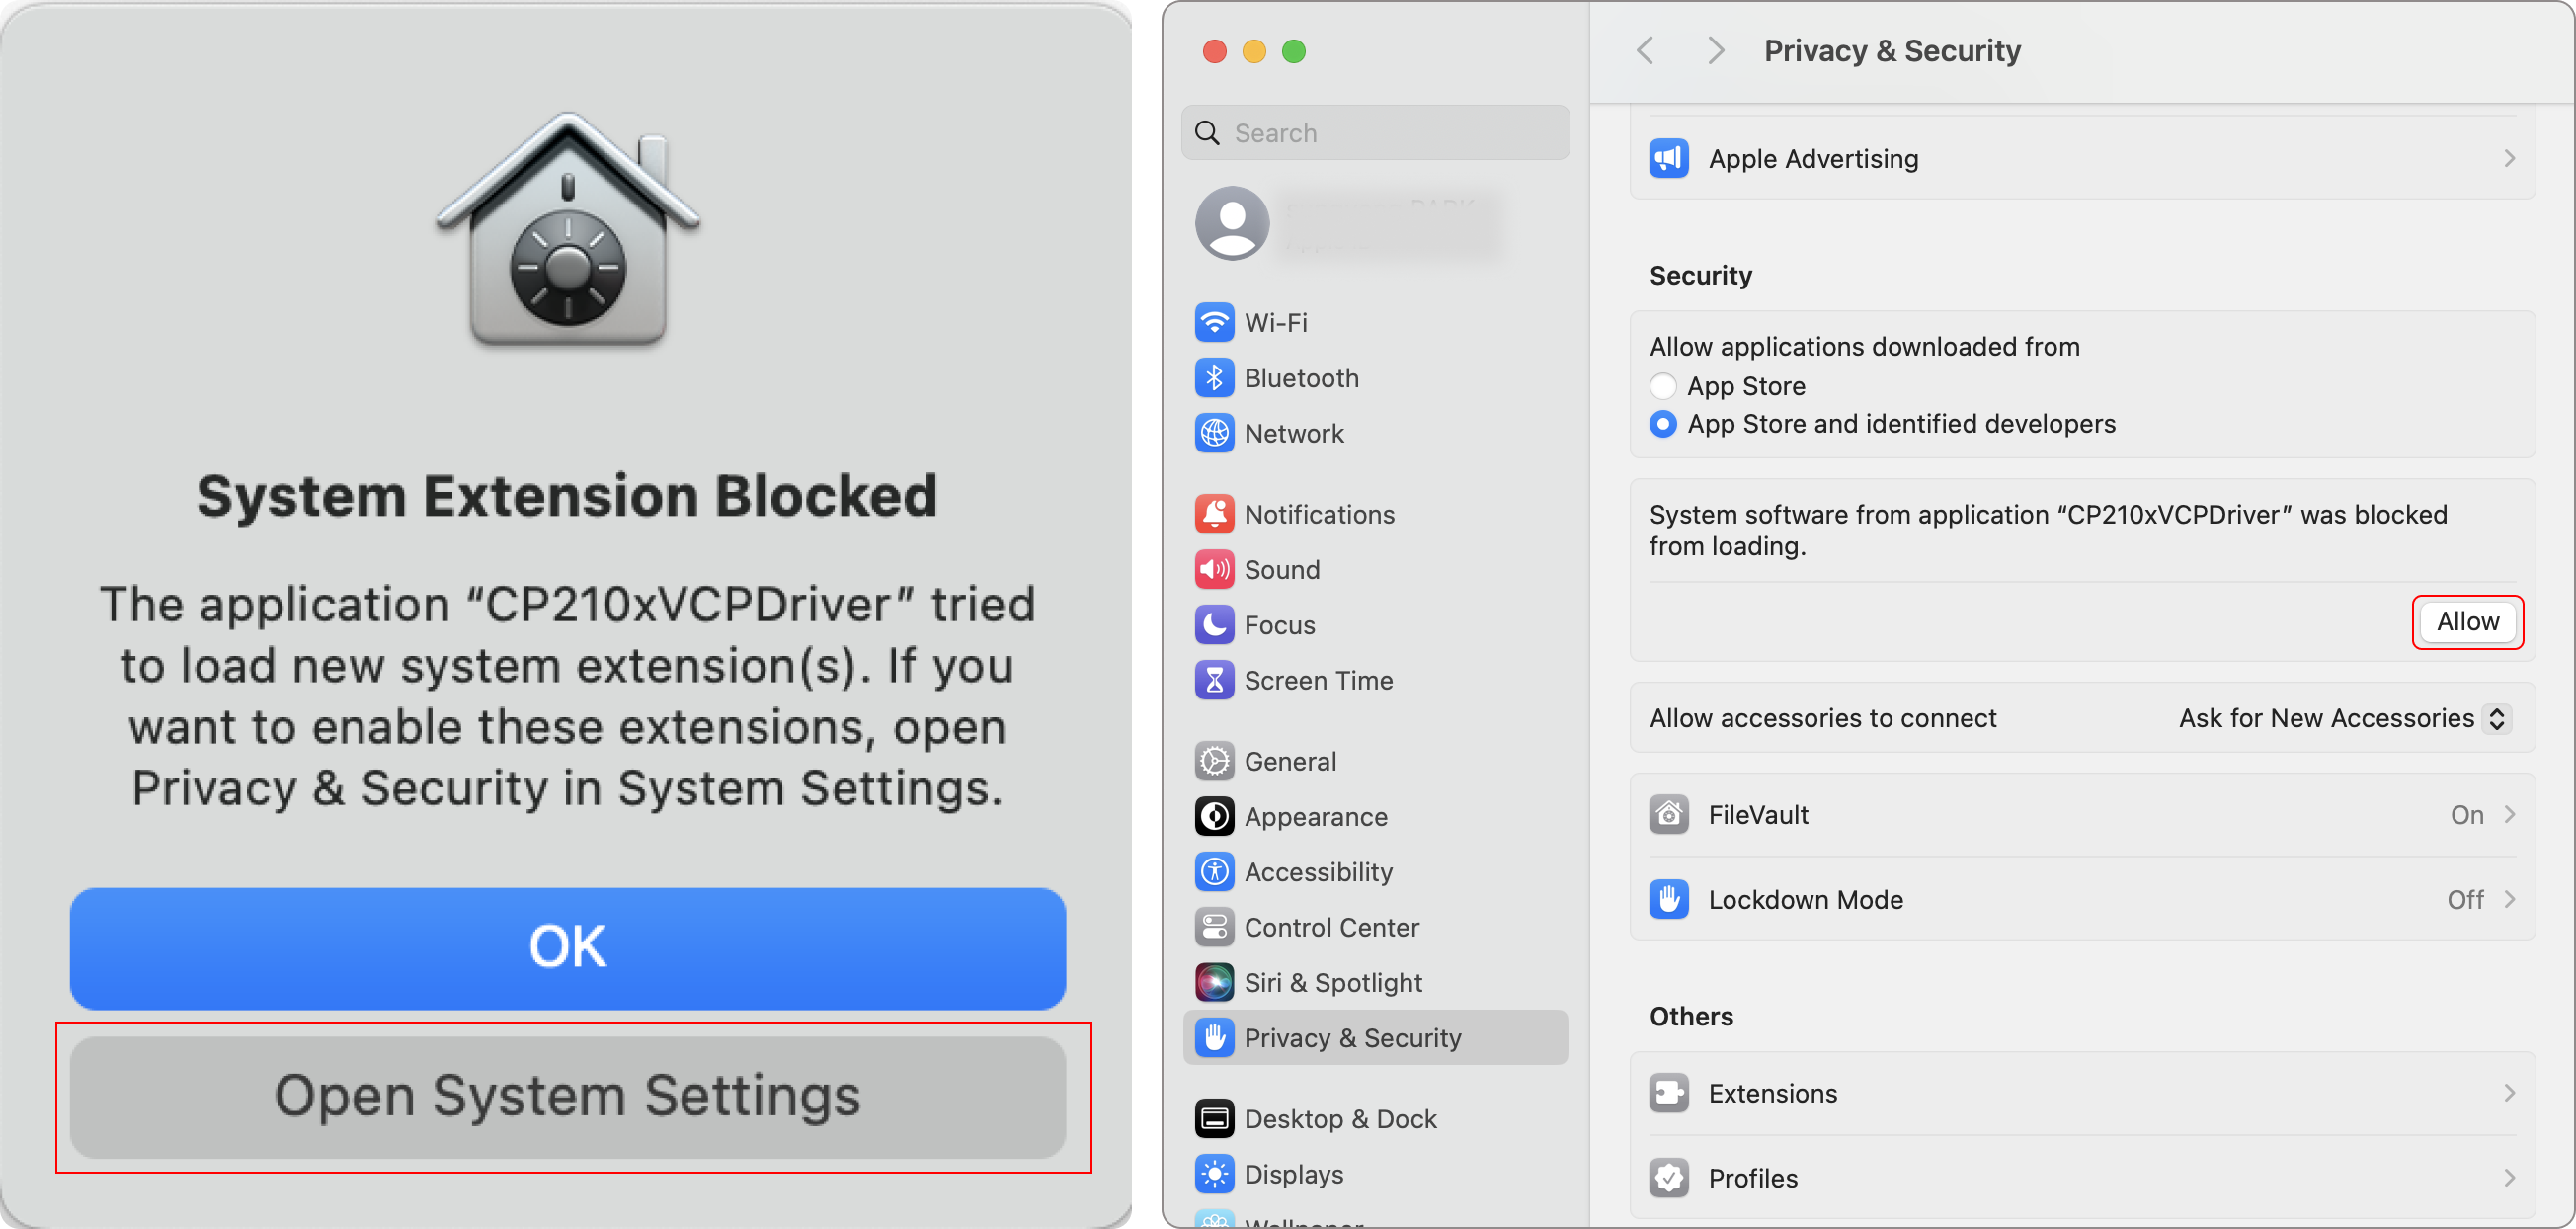 System Extension Blocked
The application “CP210xVCPDriver” tried
to load new system extension(s). If you
want to enable these extensions, open
Privacy & Security in System Settings.
OK
Open System Settings
Search
Wi-Fi
Bluetooth
Network
Notifications
Sound
Focus
Screen Time
General
Appearance
Accessibility
Control Center
Siri & Spotlight
Privacy & Security
Desktop & Dock
Displays
Privacy & Security
Apple Advertising
Security
Allow applications downloaded from
App Store
App Store and identified developers
System software from application “CP210xVCPDriver” was blocked
from loading.
Allow
Allow accessories to connect Ask for New Accessories
FileVault On
Lockdown Mode Off
Others
Extensions
Profiles